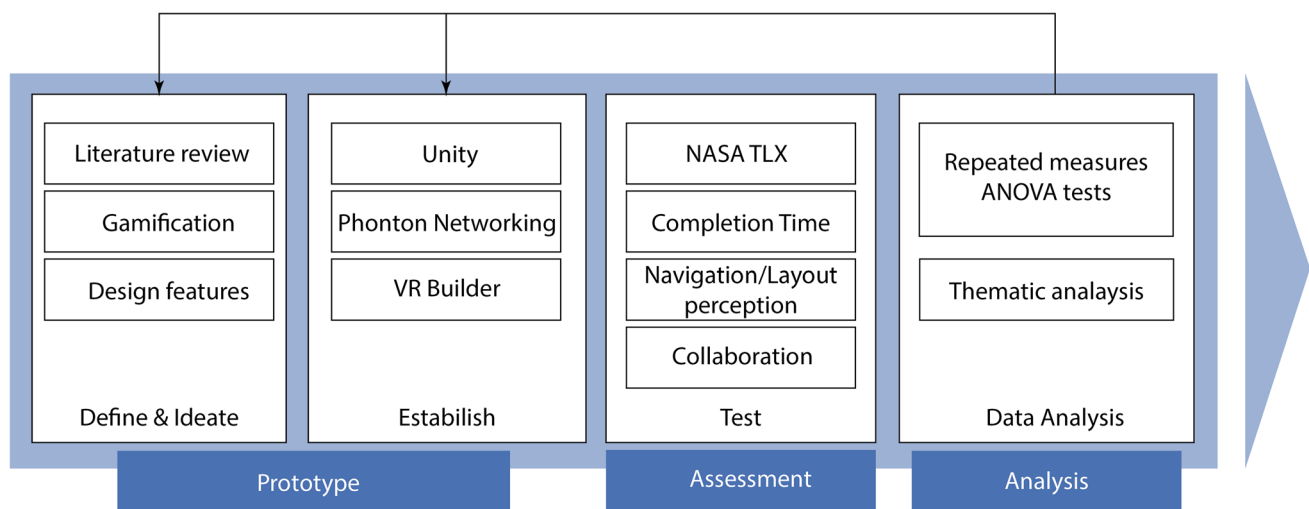 Literature review
Gamification
Design features
Define & Ideate
Unity
Phonton Networking
VR Builder
Estabilish
NASA TLX
Completion Time
Navigation/Layout
perception
Collaboration
Test
Repeated measures
ANOVA tests
Thematic analaysis
Data Analysis
Prototype
Assessment
Analysis